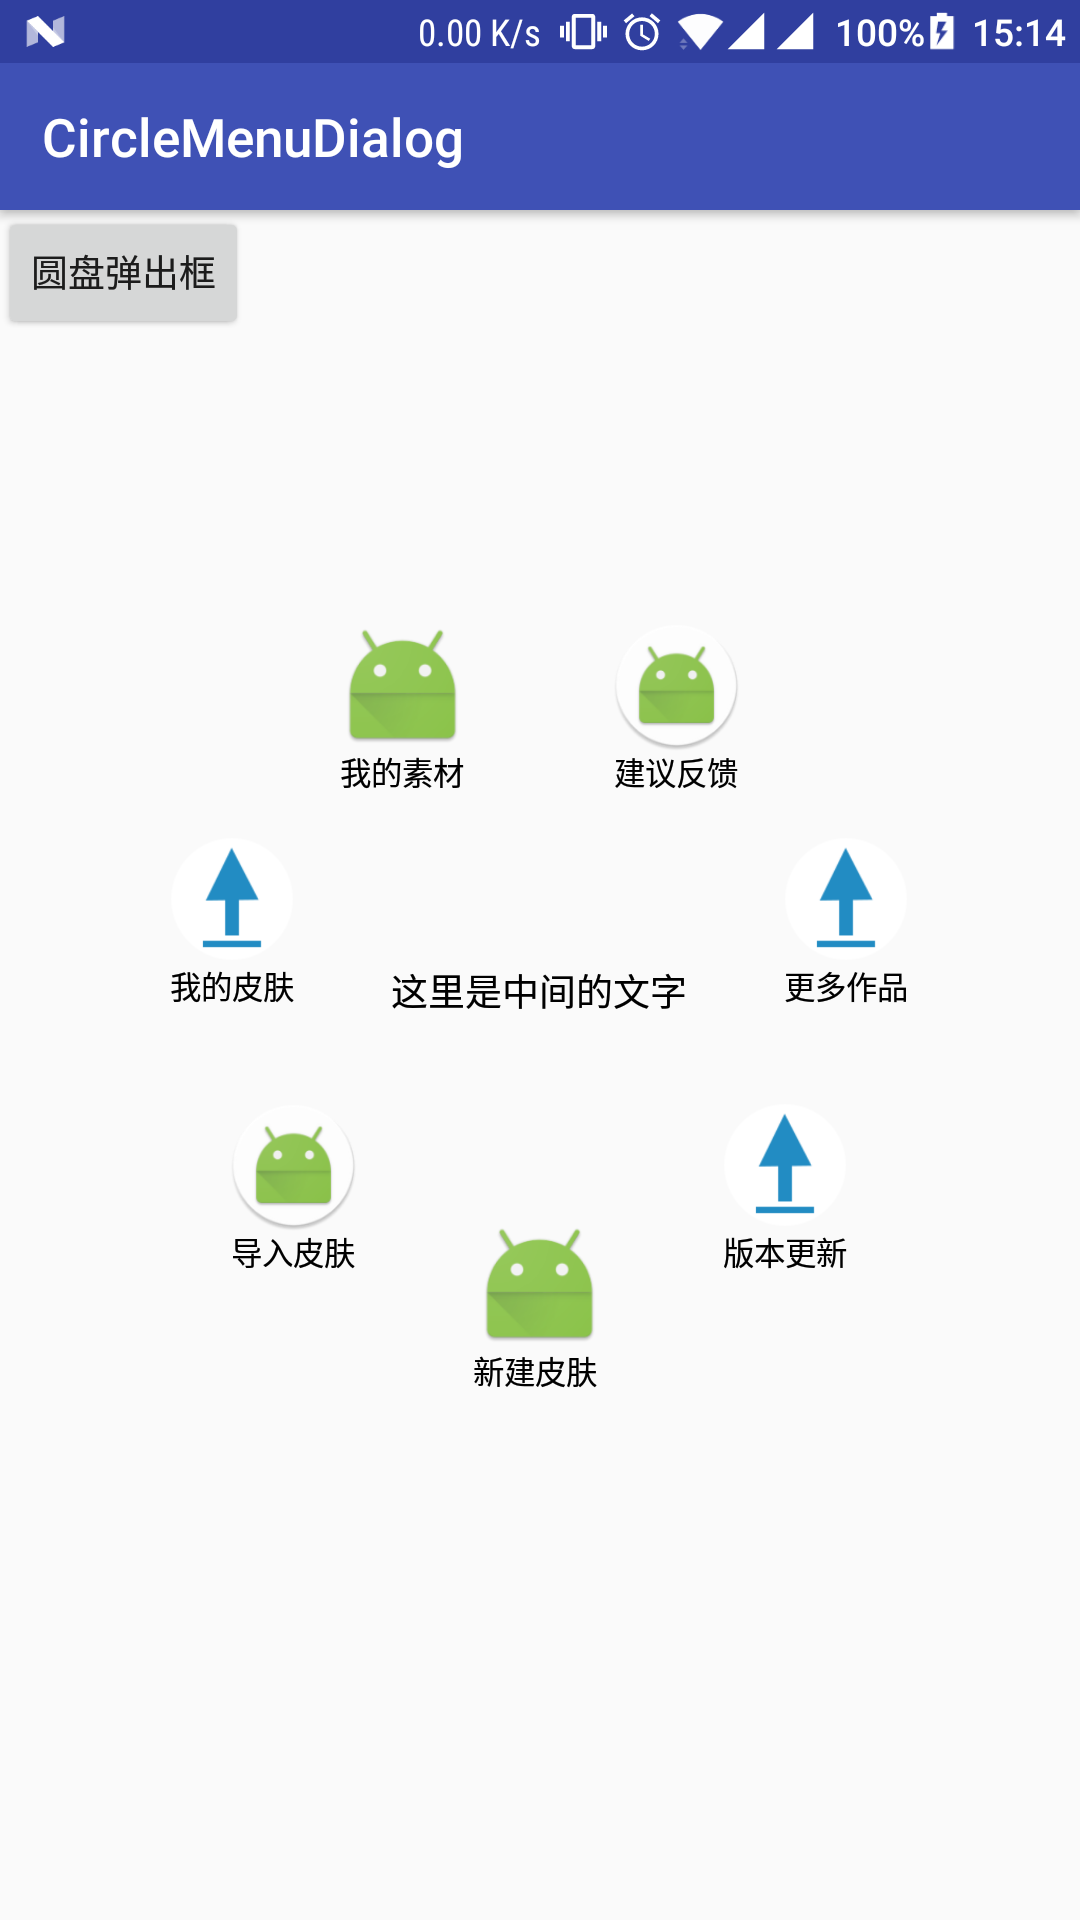 0.00 K/s 100% 15:14
CircleMenuDialog
圆盘弹出框
我的素材
建议反馈
我的皮肤
这里是中间的文字
更多作品
导入皮肤
版本更新
新建皮肤